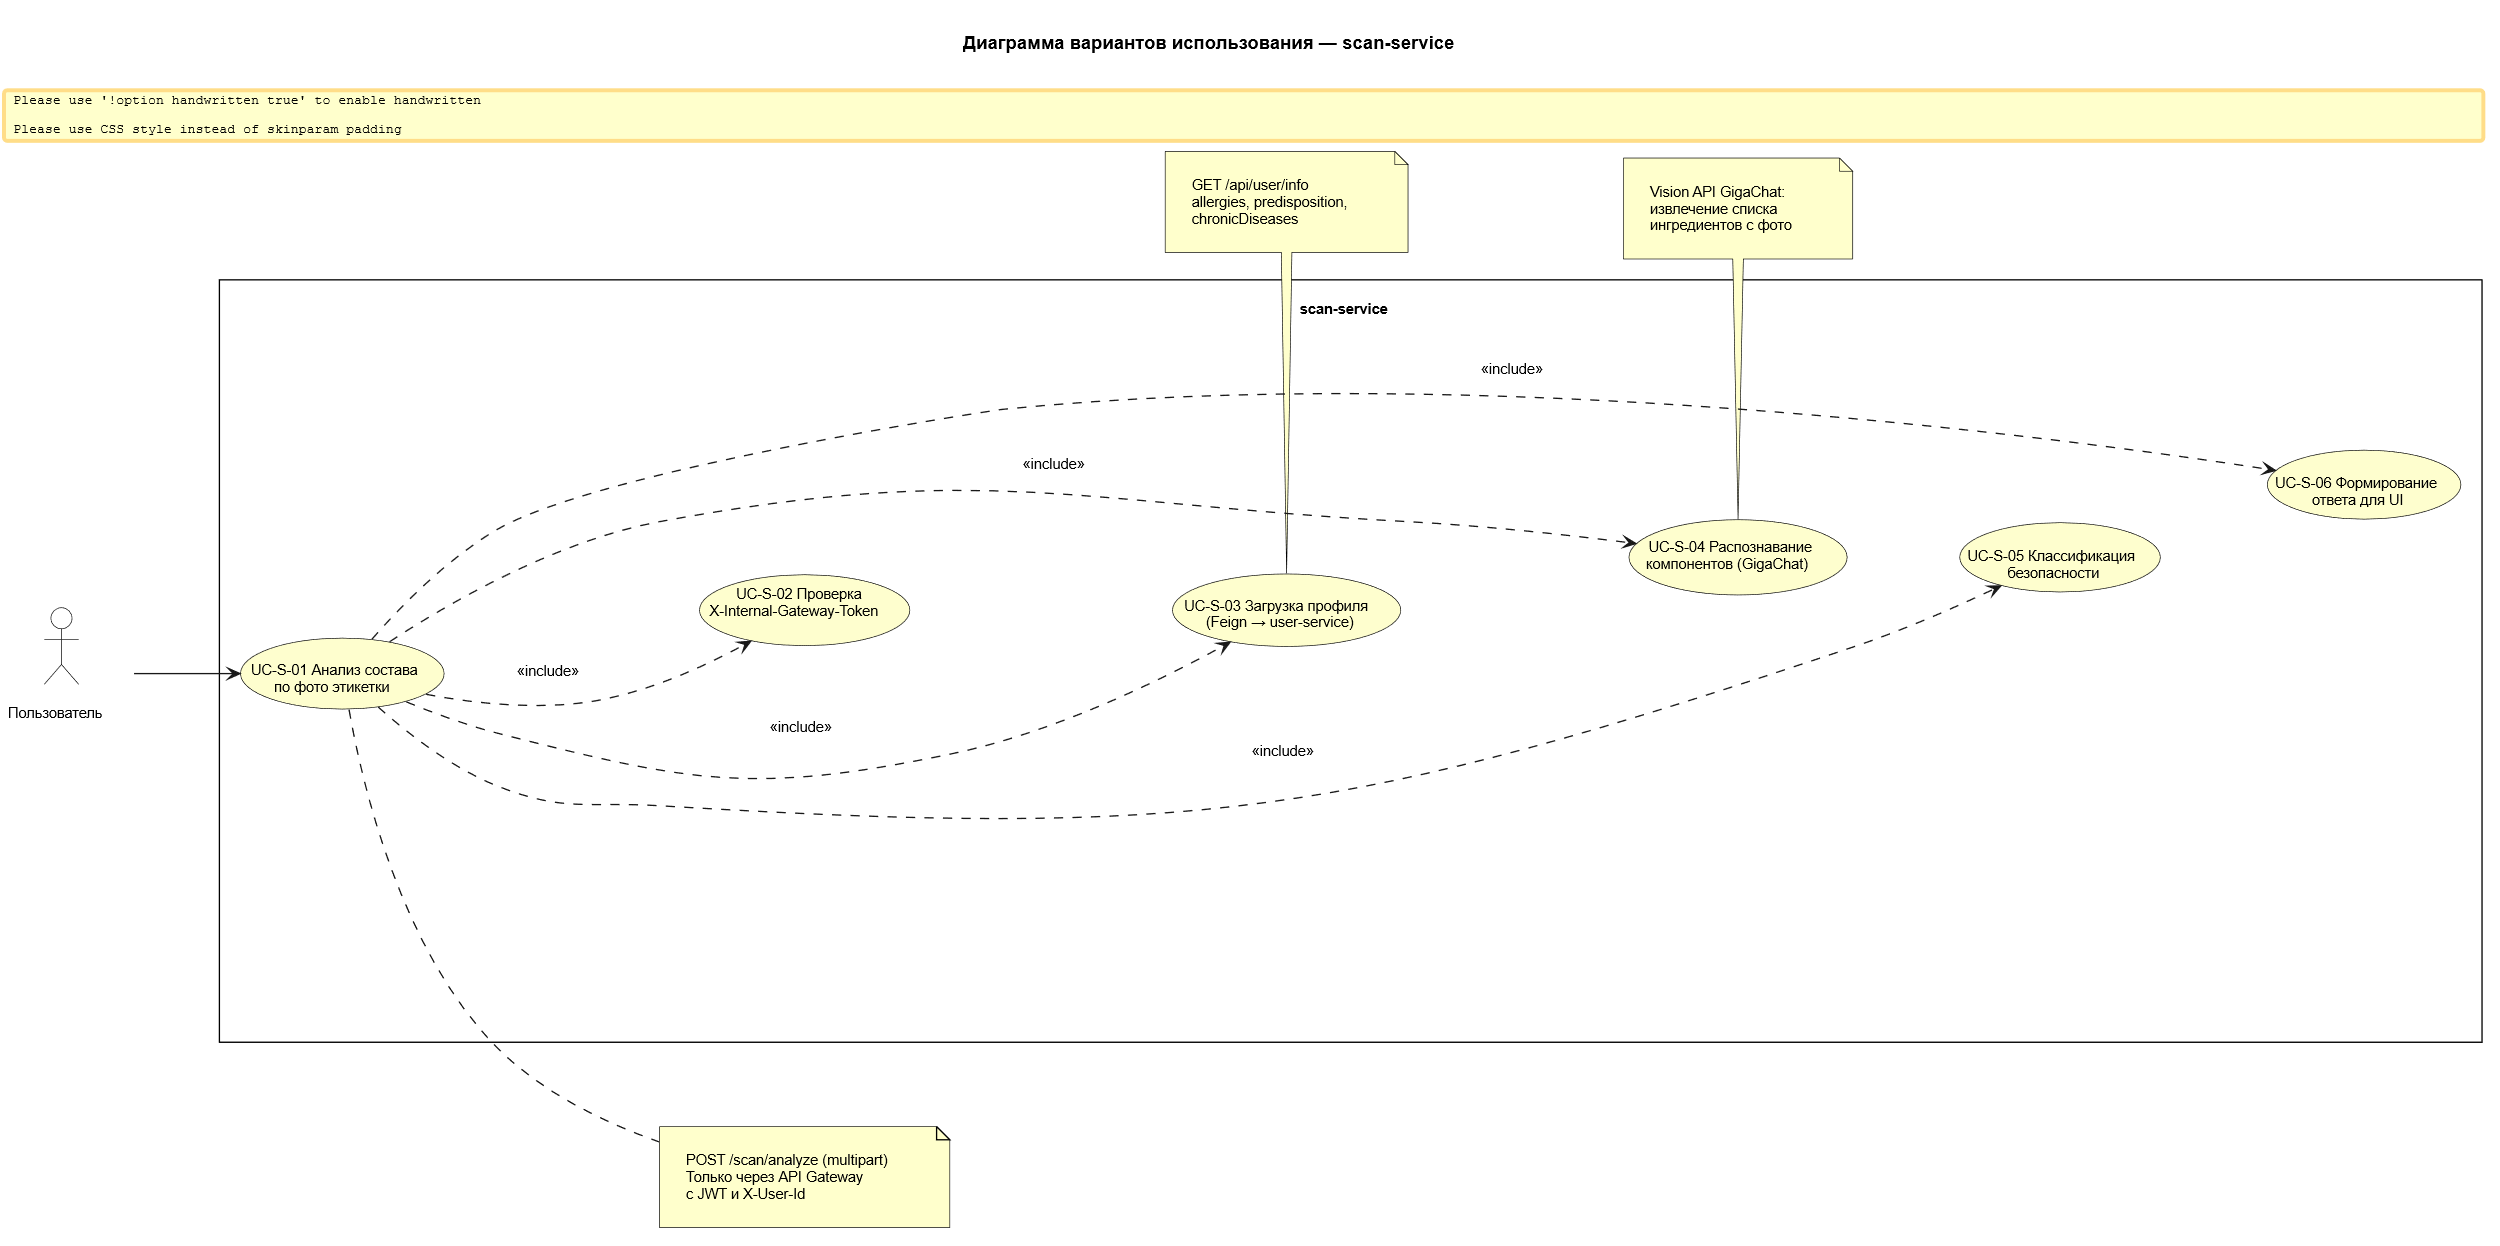 Диаграмма вариантов использования — scan-service
Please use '!option handwritten true' to enable handwritten
Please use CSS style instead of skinparam padding
GET /api/user/info
allergies, predisposition,
chronicDiseases
Vision API GigaChat:
извлечение списка
ингредиентов с фото
scan-service
«include»
«include»
UC-S-06 Формирование
ответа для UI
UC-S-04 Распознавание
компонентов (GigaChat)
UC-S-05 Классификация
безопасности
UC-S-02 Проверка
X-Internal-Gateway-Token
UC-S-03 Загрузка профиля
(Feign → user-service)
UC-S-01 Анализ состава
по фото этикетки
«include»
Пользователь
«include»
«include»
POST /scan/analyze (multipart)
Только через API Gateway
с JWT и X-User-Id